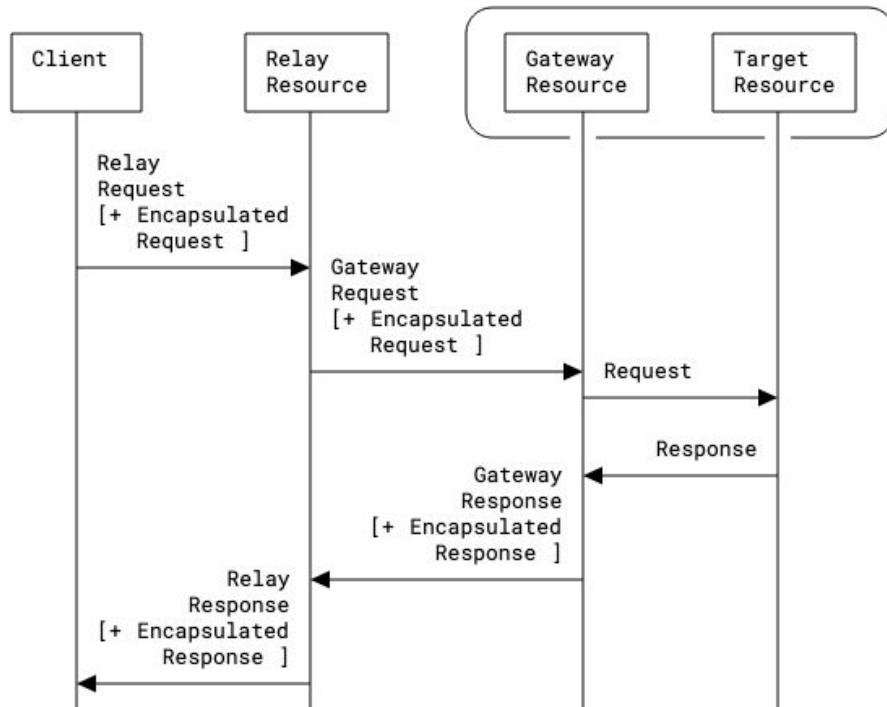 Client
Relay
Resource
Gateway
Resource
Target
Resource
Relay
Request
[+ Encapsulated
Request ]
Gateway
Request
[+ Encapsulated
Request ]
Request
Response
Gateway
Response
[+ Encapsulated
Response ]
Relay
Response
[+ Encapsulated
Response ]